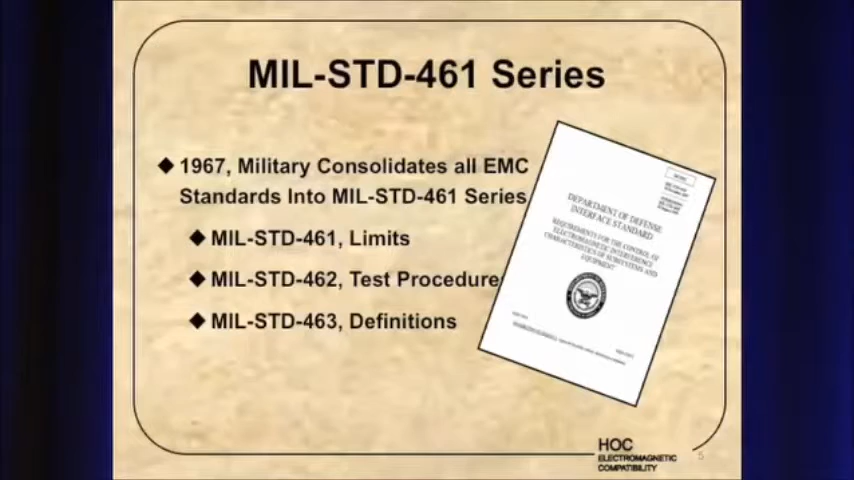 MIL-STD-461 Series
◆ 1967, Military Consolidates all EMC
Standards Into MIL-STD-461 Series
◆ MIL-STD-461, Limits
◆ MIL-STD-462, Test Procedure
◆ MIL-STD-463, Definitions
DEPARTMENT OF DEFENSE
INTERFACE STANDARD
REQUIREMENTS FOR THE CONTROL OF
ELECTROMAGNETIC INTERFERENCE
CHARACTERISTICS OF SUBSYSTEMS AND
EQUIPMENT
HOC
ELECTROMAGNETIC
COMPATIBILITY
5